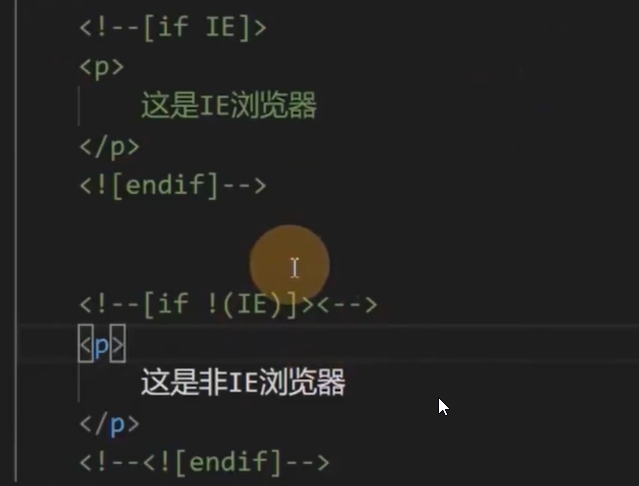 <!--[if IE]>
<p>
这是IE浏览器
</p>
<![endif]-->
<!--[if !(IE)]><-->
<p>
这是非IE浏览器
</p>
<!--<![endif]-->